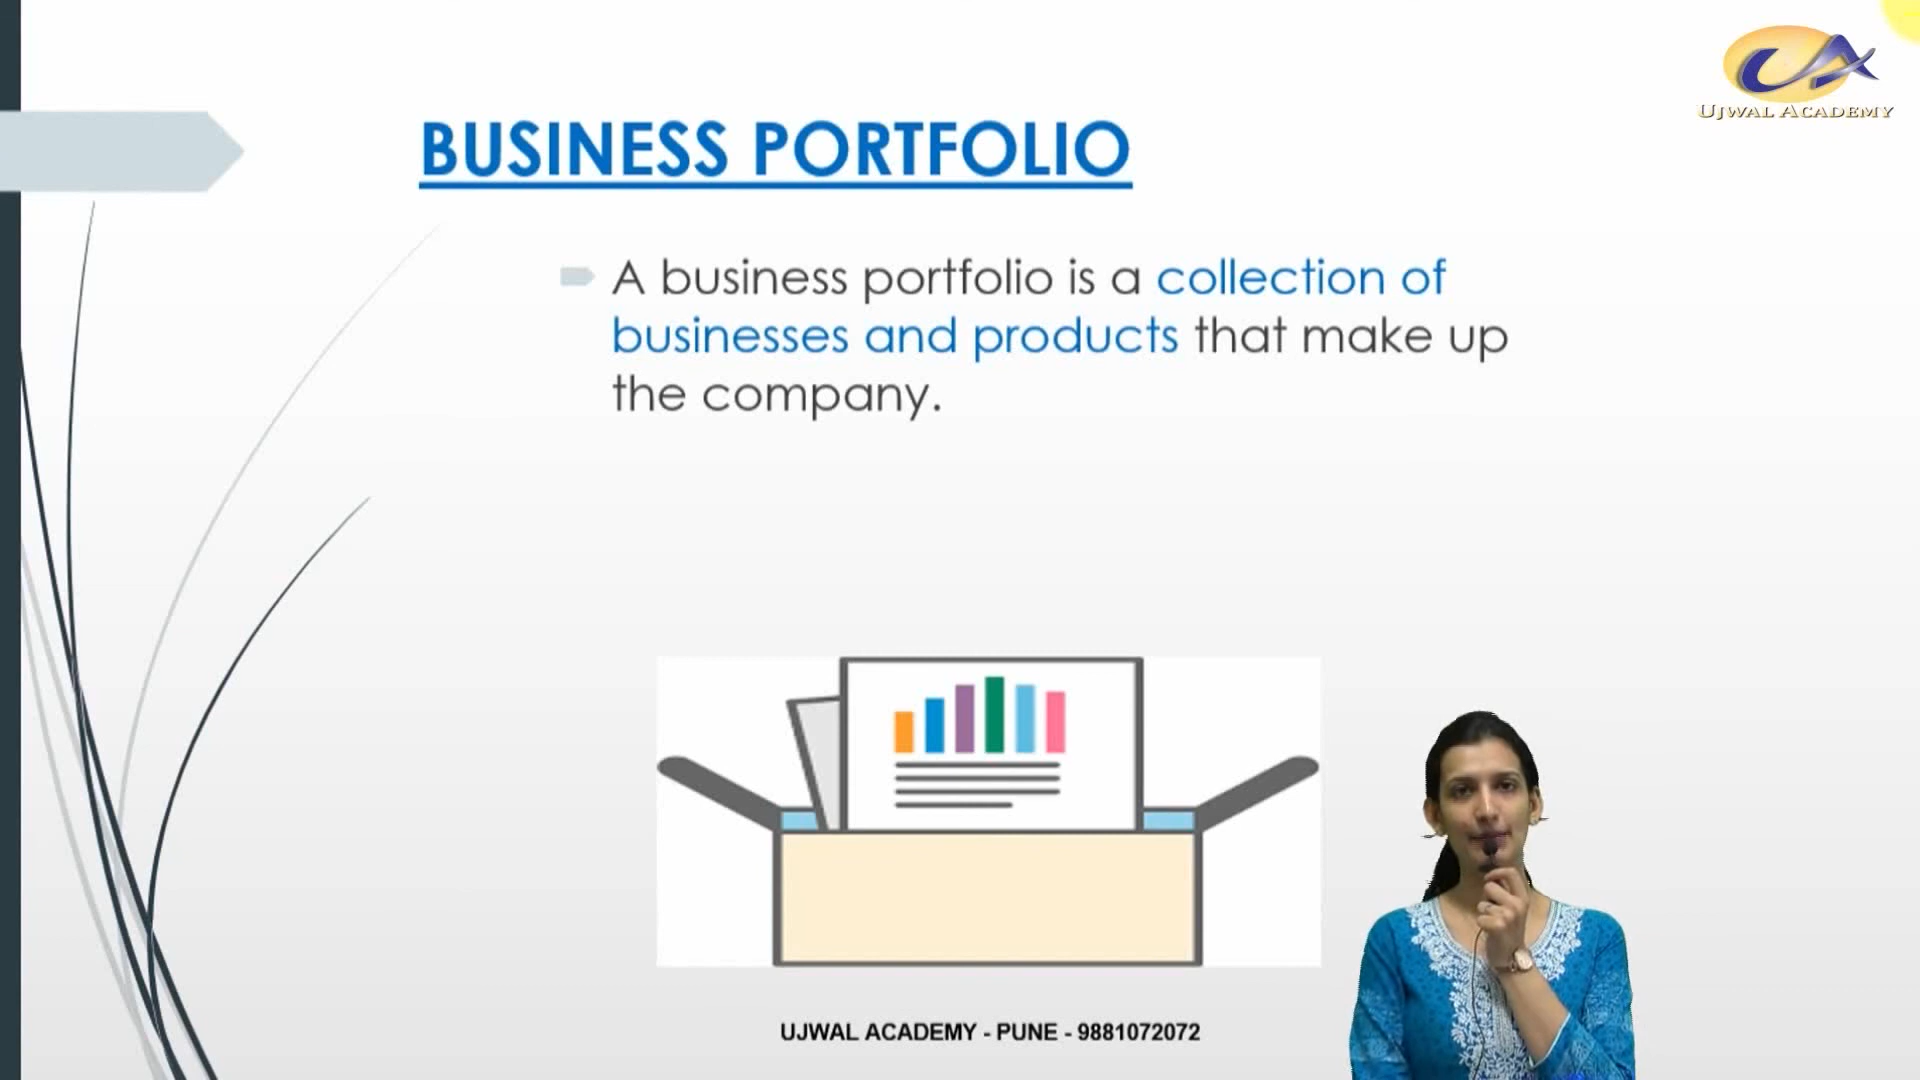 UJWAL ACADEMY
BUSINESS PORTFOLIO
A business portfolio is a collection of
businesses and products that make up
the company.
UJWAL ACADEMY - PUNE - 9881072072